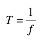 T = 1/f